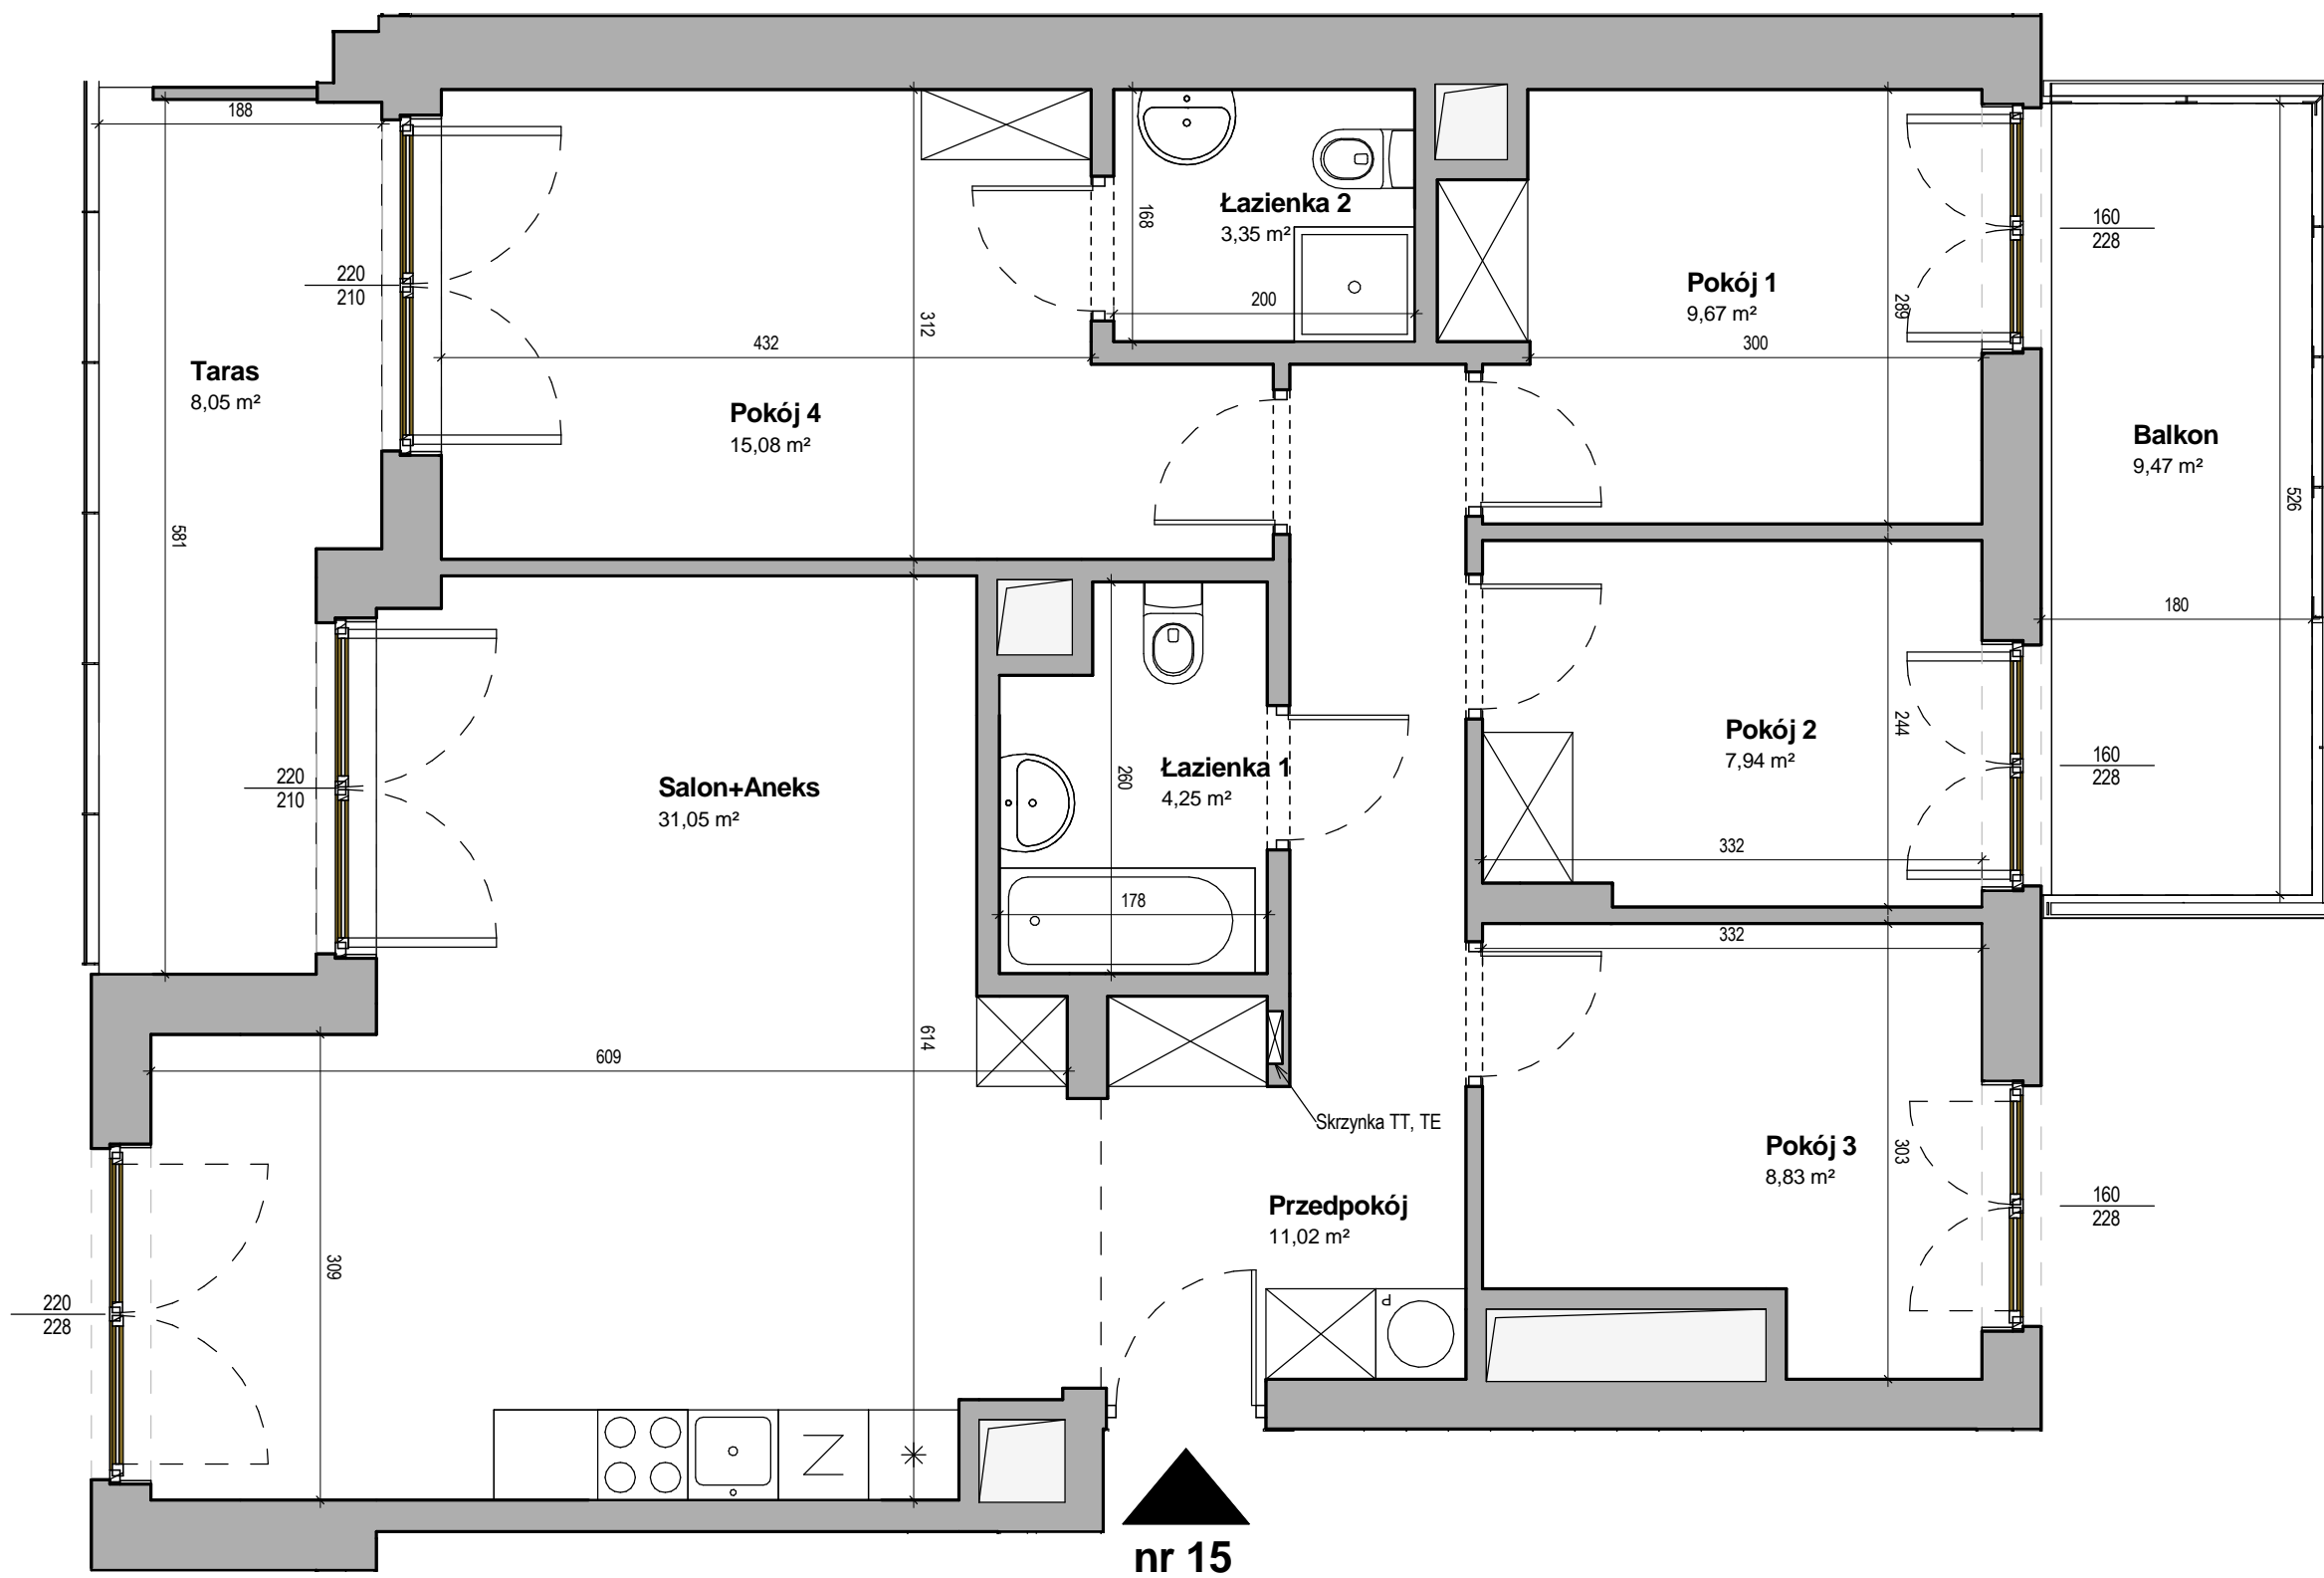 188
220
210
Taras
8,05 m²
581
432
312
Pokój 4
15,08 m²
168
Łazienka 2
3,35 m²
200
Pokój 1
9,67 m²
289
300
160
228
Balkon
9,47 m²
526
180
220
210
Salon+Aneks
31,05 m²
260
Łazienka 1
4,25 m²
178
Pokój 2
7,94 m²
244
332
160
228
332
609
614
309
Skrzynka TT, TE
Przedpokój
11,02 m²
Pokój 3
8,83 m²
303
160
228
220
228
P
N
nr 15